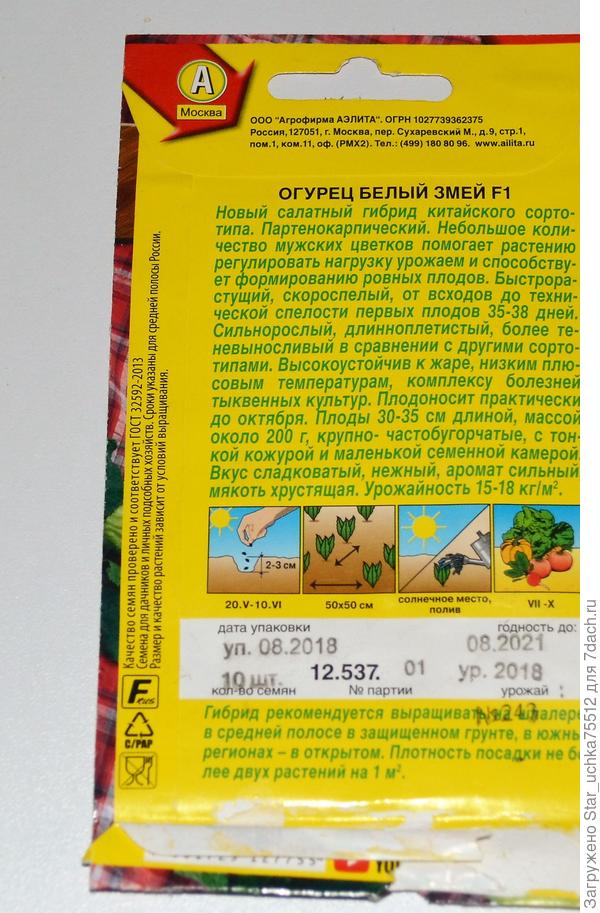 А
Москва
ООО "Агрофирма АЭЛИТА". ОГРН 1027739362375
Россия,127051, г. Москва, пер. Сухаревский М., д.9, стр.1,
пом.1, ком.11, оф. (РМХ2). Тел.: (499) 180 80 96. www.ailita.ru
ОГУРЕЦ БЕЛЫЙ ЗМЕЙ F1
Новый салатный гибрид китайского сорто-
типа. Партенокарпический. Небольшое коли-
чество мужских цветков помогает растению
регулировать нагрузку урожаем и способству-
ет формированию ровных плодов. Быстрора-
стущий, скороспелый, от всходов до техни-
ческой спелости первых плодов 35-38 дней.
Сильнорослый, длинноплетистый, более те-
невыносливый в сравнении с другими сорто-
типами. Высокоустойчив к жаре, низким плю-
совым температурам, комплексу болезней
тыквенных культур. Плодоносит практически
до октября. Плоды 30-35 см длиной, массой
около 200 г, крупно- частобугорчатые, с тон-
кой кожурой и маленькой семенной камерой.
Вкус сладковатый, нежный, аромат сильный,
мякоть хрустящая. Урожайность 15-18 кг/м².
2-3 см
20.V-10.VI 50х50 см солнечное место, VII -X
полив
дата упаковки годность до:
уп. 08.2018 08.2021
10 шт. 12.537. 01 ур. 2018
кол-во семян № партии урожай :
№243
Гибрид рекомендуется выращивать на шпалере
в средней полосе в защищенном грунте, в южны
регионах – в открытом. Плотность посадки не бо
лее двух растений на 1 м².
Качество семян проверено и соответствует ГОСТ 32592-2013
Семена для дачников и личных подсобных хозяйств. Сроки указаны для средней полосы России.
Размер и качество растений зависят от условий выращивания.
F
C/PAP
YOU
Загружено Star_uchka75512 для 7dach.ru